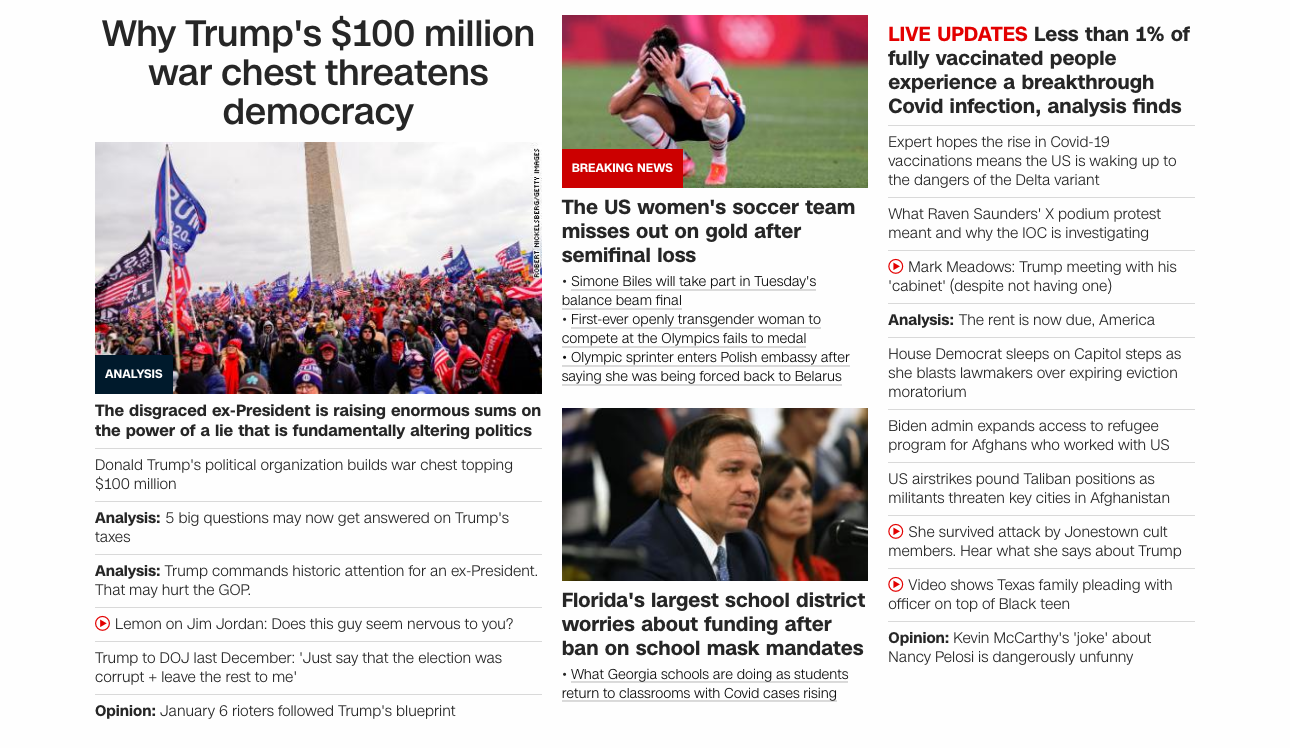 Why Trump's $100 million
war chest threatens
democracy
ROBERT NICKELSBERG/GETTY IMAGES
ANALYSIS
The disgraced ex-President is raising enormous sums on
the power of a lie that is fundamentally altering politics
Donald Trump's political organization builds war chest topping
$100 million
Analysis: 5 big questions may now get answered on Trump's
taxes
Analysis: Trump commands historic attention for an ex-President.
That may hurt the GOP.
Lemon on Jim Jordan: Does this guy seem nervous to you?
Trump to DOJ last December: 'Just say that the election was
corrupt + leave the rest to me'
Opinion: January 6 rioters followed Trump's blueprint
BREAKING NEWS
The US women's soccer team
misses out on gold after
semifinal loss
• Simone Biles will take part in Tuesday's
balance beam final
• First-ever openly transgender woman to
compete at the Olympics fails to medal
• Olympic sprinter enters Polish embassy after
saying she was being forced back to Belarus
Florida's largest school district
worries about funding after
ban on school mask mandates
• What Georgia schools are doing as students
return to classrooms with Covid cases rising
LIVE UPDATES Less than 1% of
fully vaccinated people
experience a breakthrough
Covid infection, analysis finds
Expert hopes the rise in Covid-19
vaccinations means the US is waking up to
the dangers of the Delta variant
What Raven Saunders' X podium protest
meant and why the IOC is investigating
Mark Meadows: Trump meeting with his
'cabinet' (despite not having one)
Analysis: The rent is now due, America
House Democrat sleeps on Capitol steps as
she blasts lawmakers over expiring eviction
moratorium
Biden admin expands access to refugee
program for Afghans who worked with US
US airstrikes pound Taliban positions as
militants threaten key cities in Afghanistan
She survived attack by Jonestown cult
members. Hear what she says about Trump
Video shows Texas family pleading with
officer on top of Black teen
Opinion: Kevin McCarthy's 'joke' about
Nancy Pelosi is dangerously unfunny